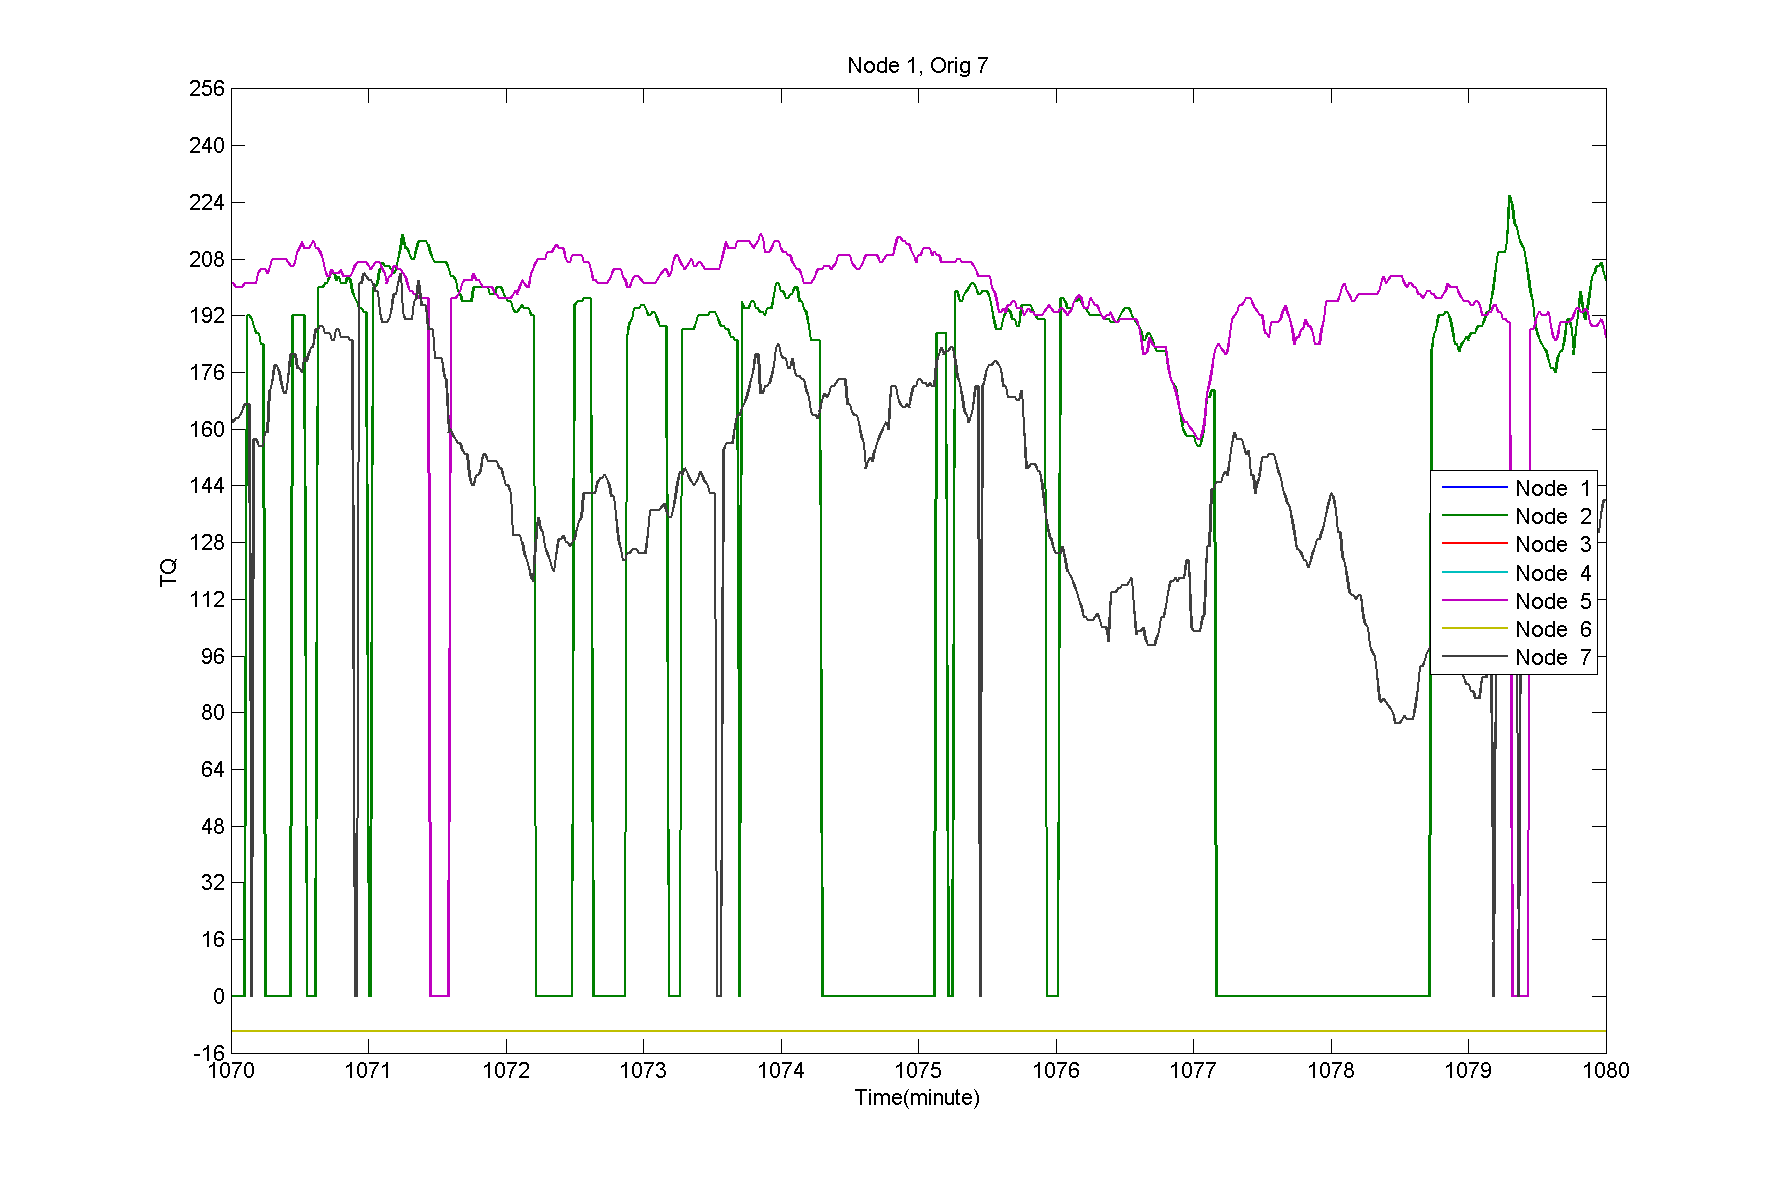 Node 1, Orig 7
256
240
224
208
192
176
160
144
128
112
96
80
64
48
32
16
0
-16
TQ
Node 1
Node 2
Node 3
Node 4
Node 5
Node 6
Node 7
1070 1071 1072 1073 1074 1075 1076 1077 1078 1079 1080
Time(minute)